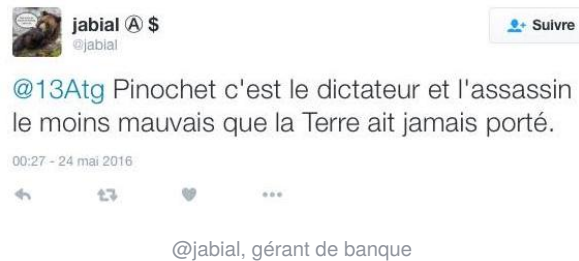 jabial Ⓐ $
@jabial
Suivre
@13Atg Pinochet c'est le dictateur et l'assassin
le moins mauvais que la Terre ait jamais porté.
00:27 - 24 mai 2016
@jabial, gérant de banque